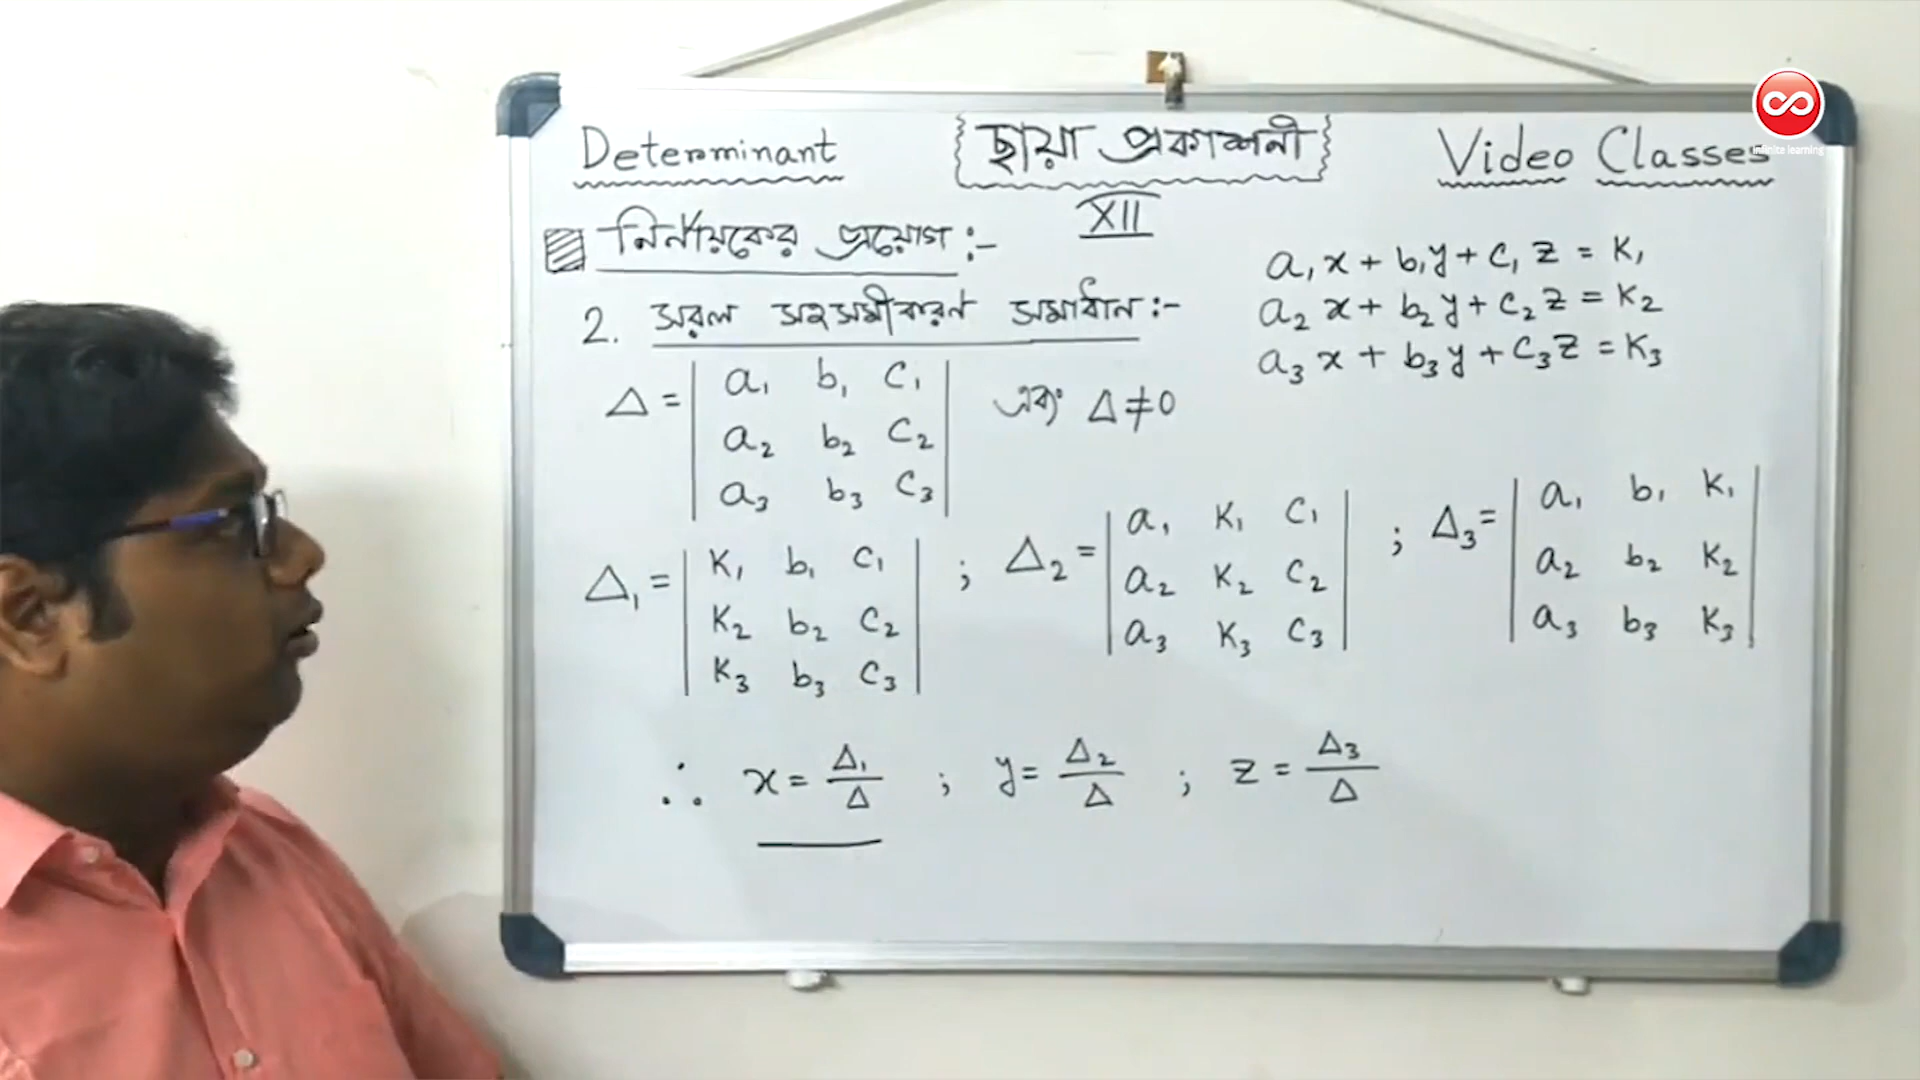 Determinant ছায়া প্রকাশনী Video Classes
infinite learning
XII
নির্ণায়কের প্রয়োগ :-
a₁x + b₁y + c₁z = K₁
a₂x + b₂y + c₂z = K₂
a₃x + b₃y + c₃z = K₃
2. সরল সহসমীকরণ সমাধান :-
Δ = | a₁ b₁ c₁ | এবং Δ ≠ 0
| a₂ b₂ c₂ |
| a₃ b₃ c₃ |
Δ₁ = | K₁ b₁ c₁ | ; Δ₂ = | a₁ K₁ c₁ | ; Δ₃ = | a₁ b₁ K₁ |
| K₂ b₂ c₂ | | a₂ K₂ c₂ | | a₂ b₂ K₂ |
| K₃ b₃ c₃ | | a₃ K₃ c₃ | | a₃ b₃ K₃ |
∴ x = Δ₁/Δ ; y = Δ₂/Δ ; z = Δ₃/Δ